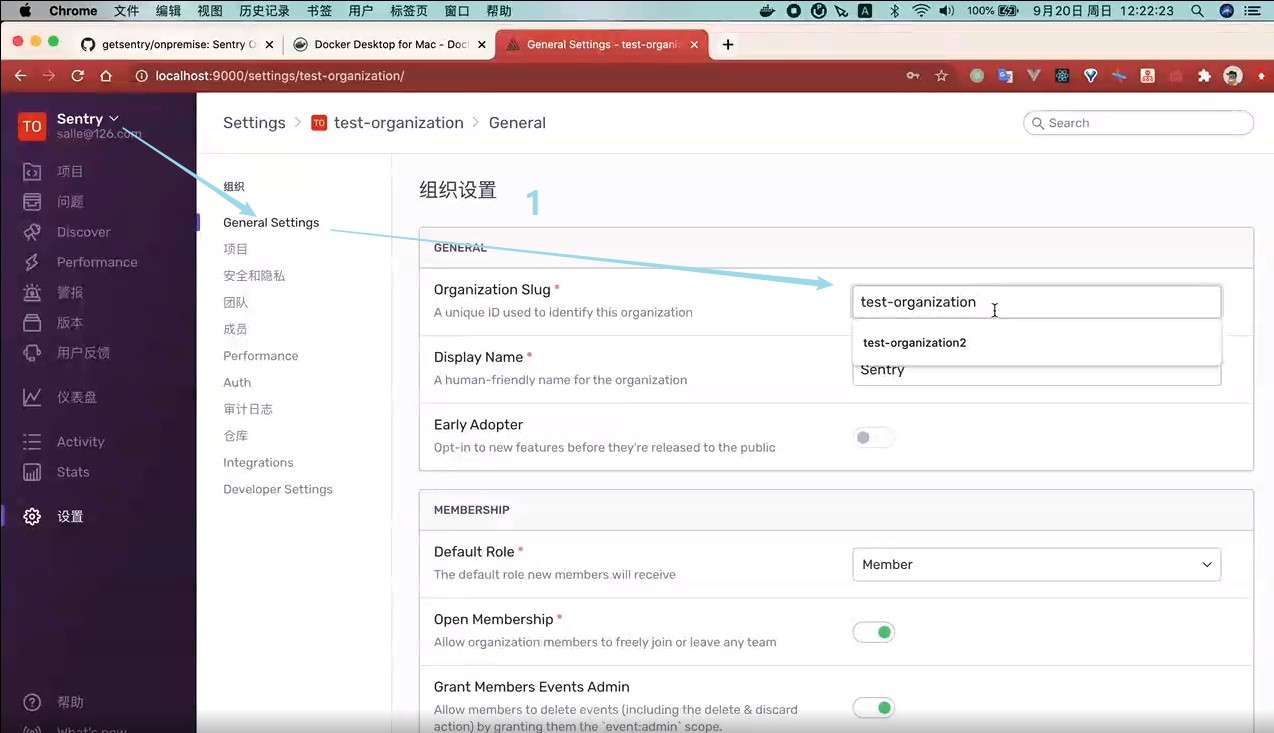 Chrome 文件 编辑 视图 历史记录 书签 用户 标签页 窗口 帮助 100% 9月20日 周日 12:22:23
getsentry/onpremise: Sentry Docker Desktop for Mac - Doc General Settings - test-organiz
localhost:9000/settings/test-organization/
TO Sentry
salle@126.com
项目
问题
Discover
Performance
警报
版本
用户反馈
仪表盘
Activity
Stats
设置
帮助
What's new
Settings > TO test-organization > General
Search
组织
General Settings
项目
安全和隐私
团队
成员
Performance
Auth
审计日志
仓库
Integrations
Developer Settings
组织设置
1
GENERAL
Organization Slug *
A unique ID used to identify this organization
test-organization
test-organization2
Display Name *
A human-friendly name for the organization
Sentry
Early Adopter
Opt-in to new features before they're released to the public
MEMBERSHIP
Default Role *
The default role new members will receive
Member
Open Membership *
Allow organization members to freely join or leave any team
Grant Members Events Admin
Allow members to delete events (including the delete & discard
action) by granting them the `event:admin` scope.